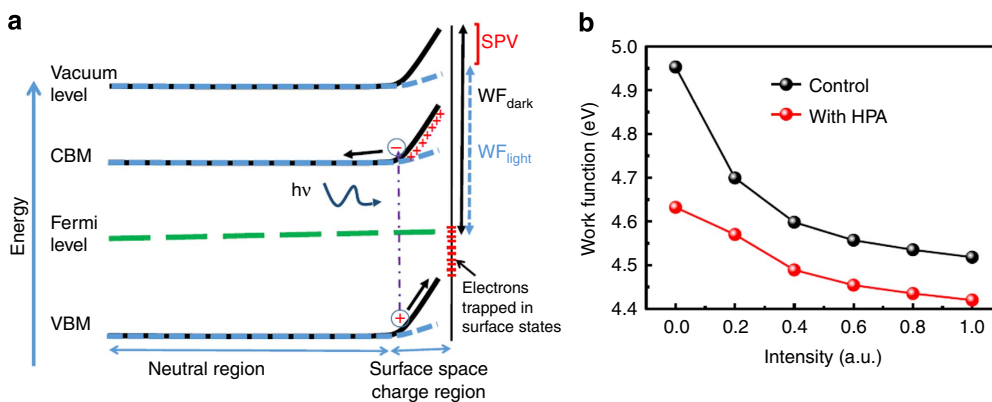 a
Energy
Vacuum
level
CBM
Fermi
level
VBM
hν
SPV
WFdark
WFlight
Electrons
trapped in
surface states
Neutral region
Surface space
charge region
b
Work function (eV)
5.0
4.9
4.8
4.7
4.6
4.5
4.4
Control
With HPA
0.0 0.2 0.4 0.6 0.8 1.0
Intensity (a.u.)